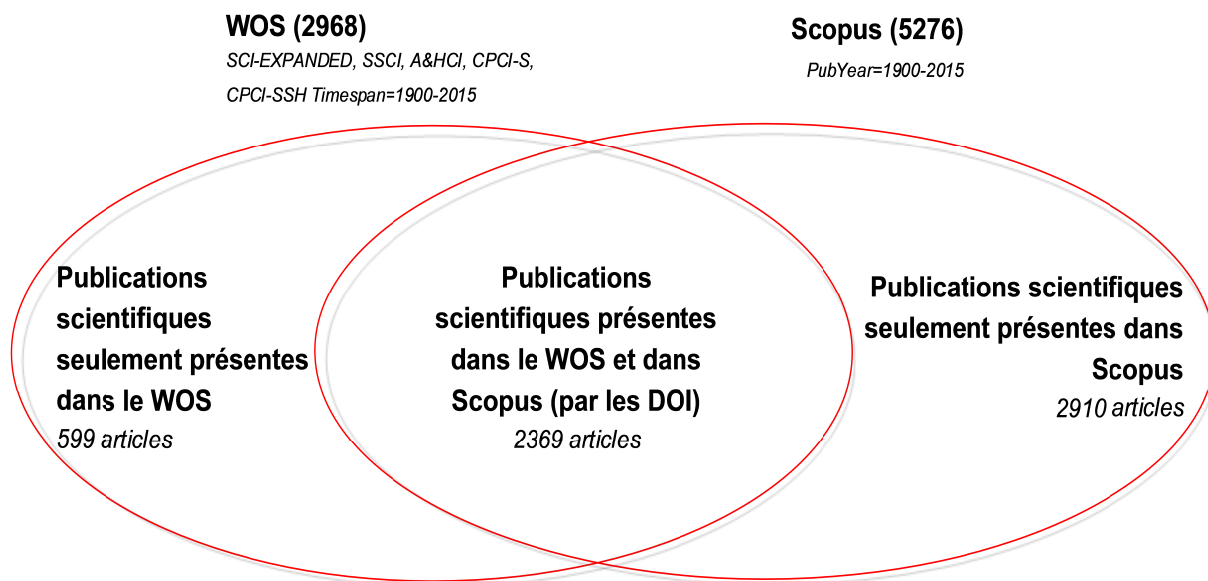 WOS (2968)
SCI-EXPANDED, SSCI, A&HCI, CPCI-S,
CPCI-SSH Timespan=1900-2015
Scopus (5276)
PubYear=1900-2015
Publications
scientifiques
seulement présentes
dans le WOS
599 articles
Publications
scientifiques présentes
dans le WOS et dans
Scopus (par les DOI)
2369 articles
Publications scientifiques
seulement présentes dans
Scopus
2910 articles